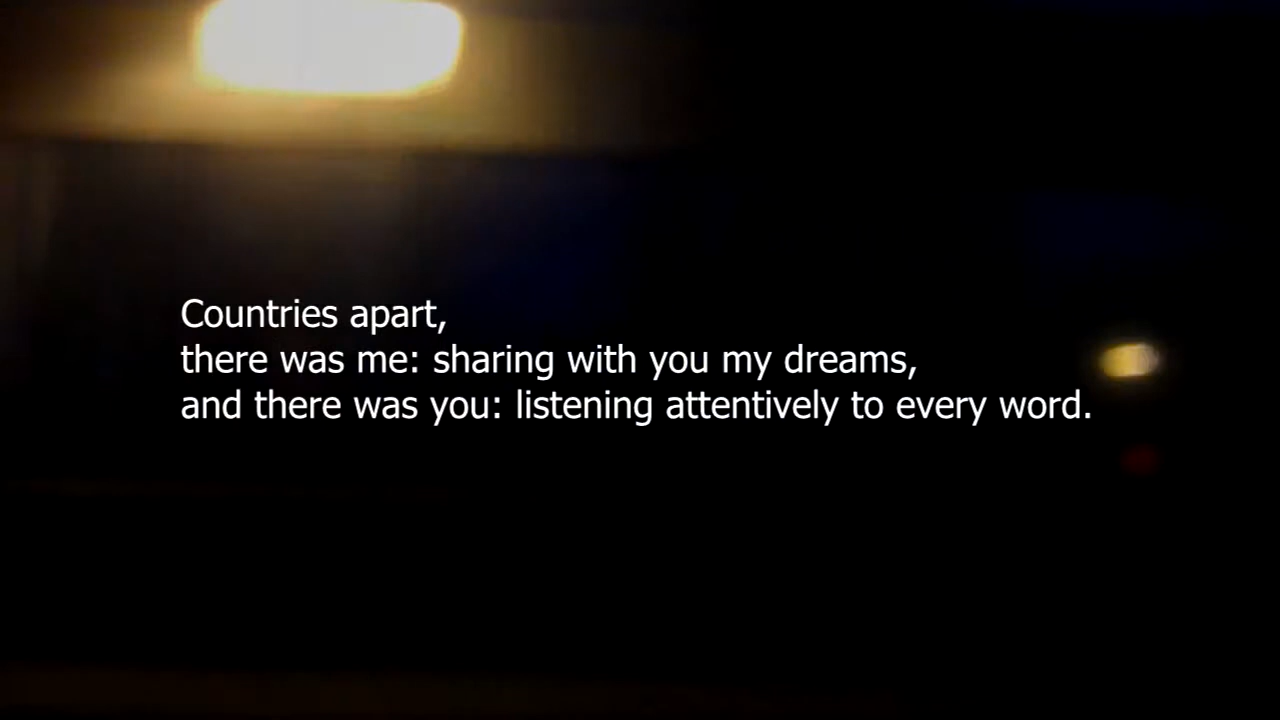 Countries apart,
there was me: sharing with you my dreams,
and there was you: listening attentively to every word.